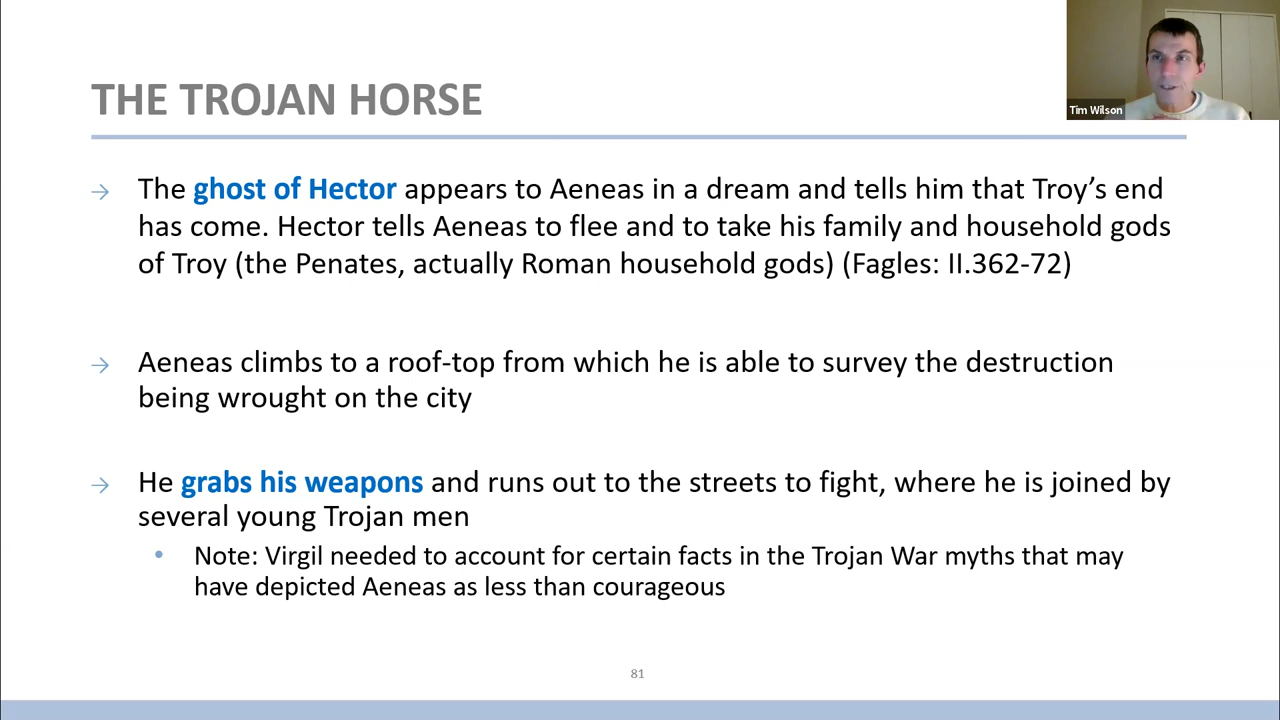 THE TROJAN HORSE
Tim Wilson
→ The ghost of Hector appears to Aeneas in a dream and tells him that Troy’s end
has come. Hector tells Aeneas to flee and to take his family and household gods
of Troy (the Penates, actually Roman household gods) (Fagles: II.362-72)
→ Aeneas climbs to a roof-top from which he is able to survey the destruction
being wrought on the city
→ He grabs his weapons and runs out to the streets to fight, where he is joined by
several young Trojan men
• Note: Virgil needed to account for certain facts in the Trojan War myths that may
have depicted Aeneas as less than courageous
81